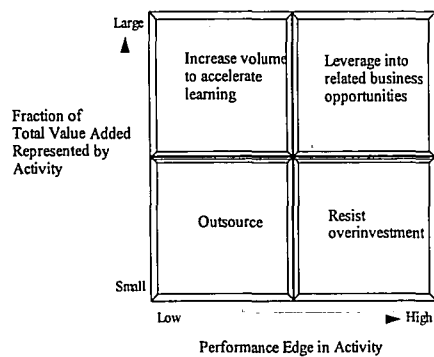 Large
Increase volume
to accelerate
learning
Leverage into
related business
opportunities
Fraction of
Total Value Added
Represented by
Activity
Outsource
Resist
overinvestment
Small
Low
High
Performance Edge in Activity